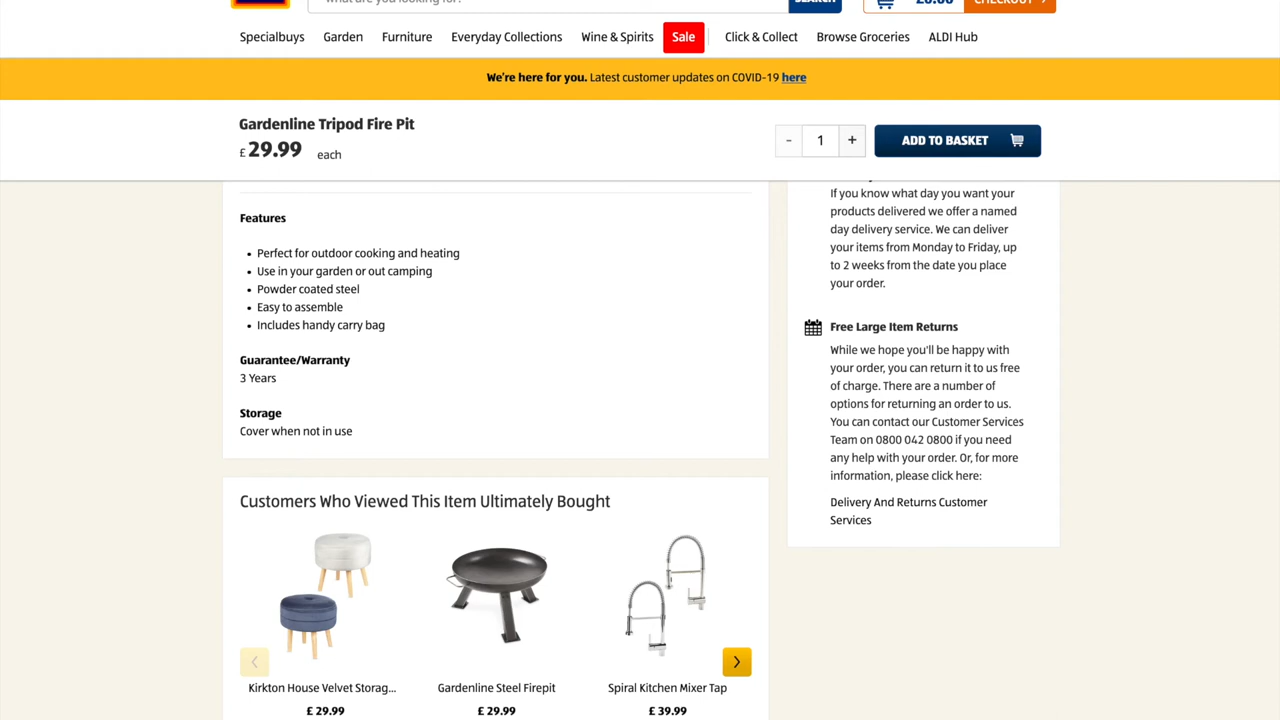 What are you looking for?
SEARCH
£0.00
CHECKOUT
Specialbuys Garden Furniture Everyday Collections Wine & Spirits Sale Click & Collect Browse Groceries ALDI Hub
We're here for you. Latest customer updates on COVID-19 here
Gardenline Tripod Fire Pit
£29.99 each
- 1 +
ADD TO BASKET
Features
• Perfect for outdoor cooking and heating
• Use in your garden or out camping
• Powder coated steel
• Easy to assemble
• Includes handy carry bag
Guarantee/Warranty
3 Years
Storage
Cover when not in use
If you know what day you want your
products delivered we offer a named
day delivery service. We can deliver
your items from Monday to Friday, up
to 2 weeks from the date you place
your order.
Free Large Item Returns
While we hope you'll be happy with
your order, you can return it to us free
of charge. There are a number of
options for returning an order to us.
You can contact our Customer Services
Team on 0800 042 0800 if you need
any help with your order. Or, for more
information, please click here:
Delivery And Returns Customer
Services
Customers Who Viewed This Item Ultimately Bought
Kirkton House Velvet Storag...
£ 29.99
Gardenline Steel Firepit
£ 29.99
Spiral Kitchen Mixer Tap
£ 39.99